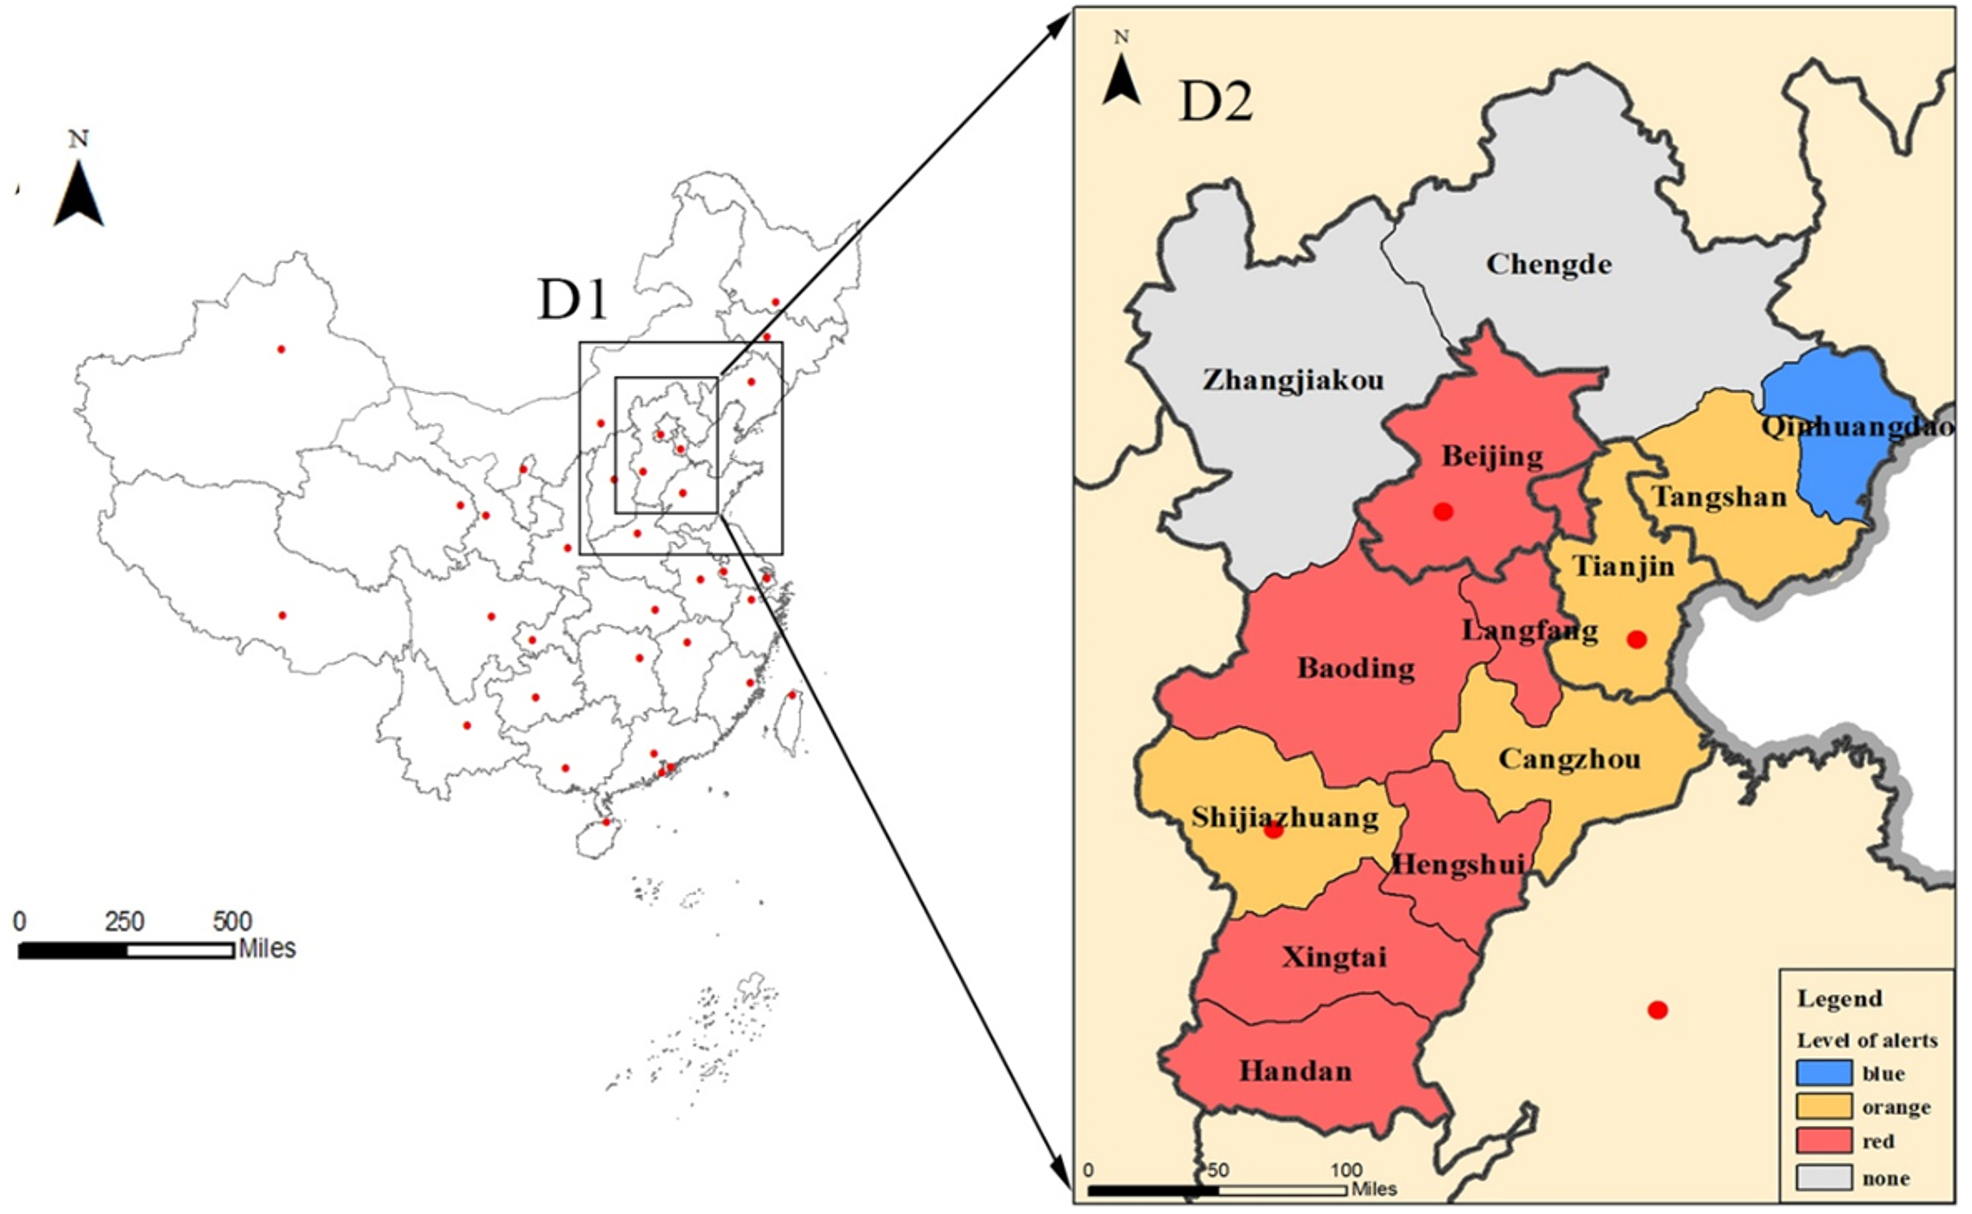 N
D1
0 250 500
Miles
N
D2
Chengde
Zhangjiakou
Qinhuangdao
Beijing
Tangshan
Tianjin
Langfang
Baoding
Cangzhou
Shijiazhuang
Hengshui
Xingtai
Handan
Legend
Level of alerts
blue
orange
red
none
0 50 100
Miles